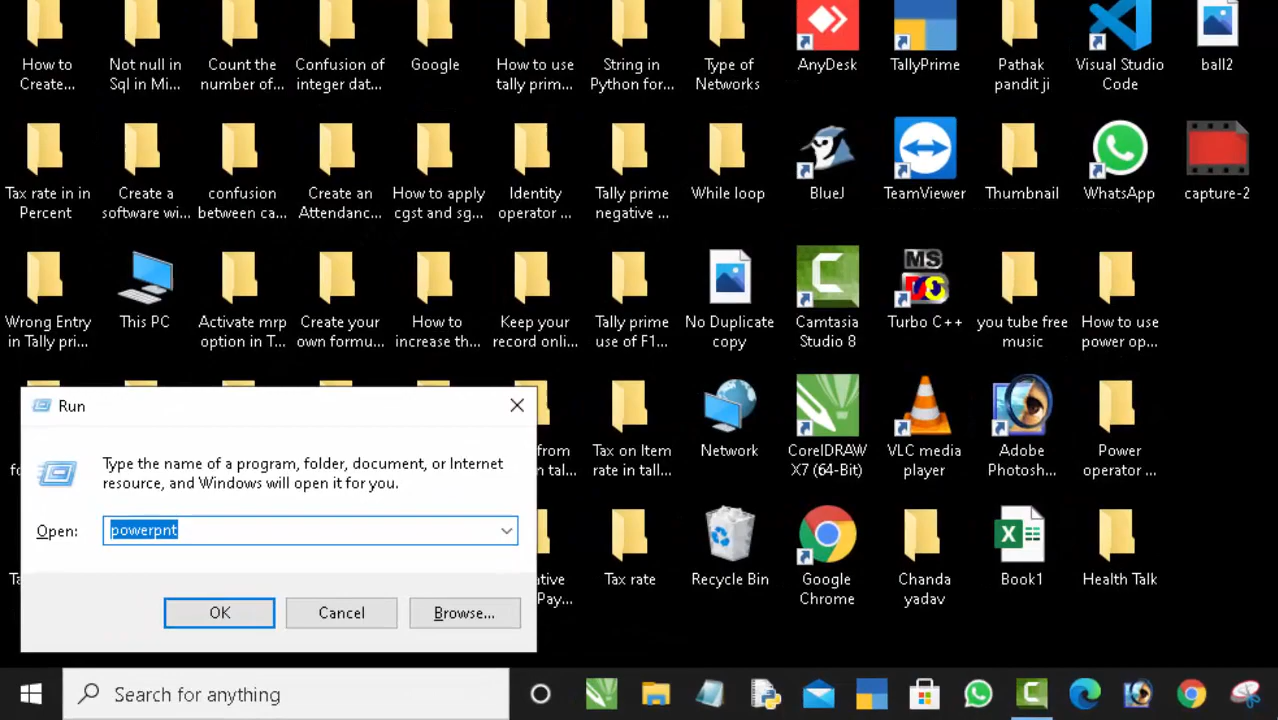 How to
Create...
Not null in
Sql in Mi...
Count the
number of...
Confusion of
integer dat...
Google
How to use
tally prim...
String in
Python for...
Type of
Networks
AnyDesk
TallyPrime
Pathak
pandit ji
Visual Studio
Code
ball2
Tax rate in in
Percent
Create a
software wi...
confusion
between ca...
Create an
Attendanc...
How to apply
cgst and sg...
Identity
operator ...
Tally prime
negative ...
While loop
BlueJ
TeamViewer
Thumbnail
WhatsApp
capture-2
Wrong Entry
in Tally pri...
This PC
Activate mrp
option in T...
Create your
own formu...
How to
increase th...
Keep your
record onli...
Tally prime
use of F1...
No Duplicate
copy
Camtasia
Studio 8
MS
Turbo C++
you tube free
music
How to use
power op...
from
Tax on Item
rate in tall...
Network
CorelDRAW
X7 (64-Bit)
VLC media
player
Adobe
Photosh...
Power
operator ...
Tax rate
Recycle Bin
Google
Chrome
Chanda
yadav
Book1
Health Talk
Run
Type the name of a program, folder, document, or Internet
resource, and Windows will open it for you.
Open:
powerpnt
OK
Cancel
Browse...
Search for anything